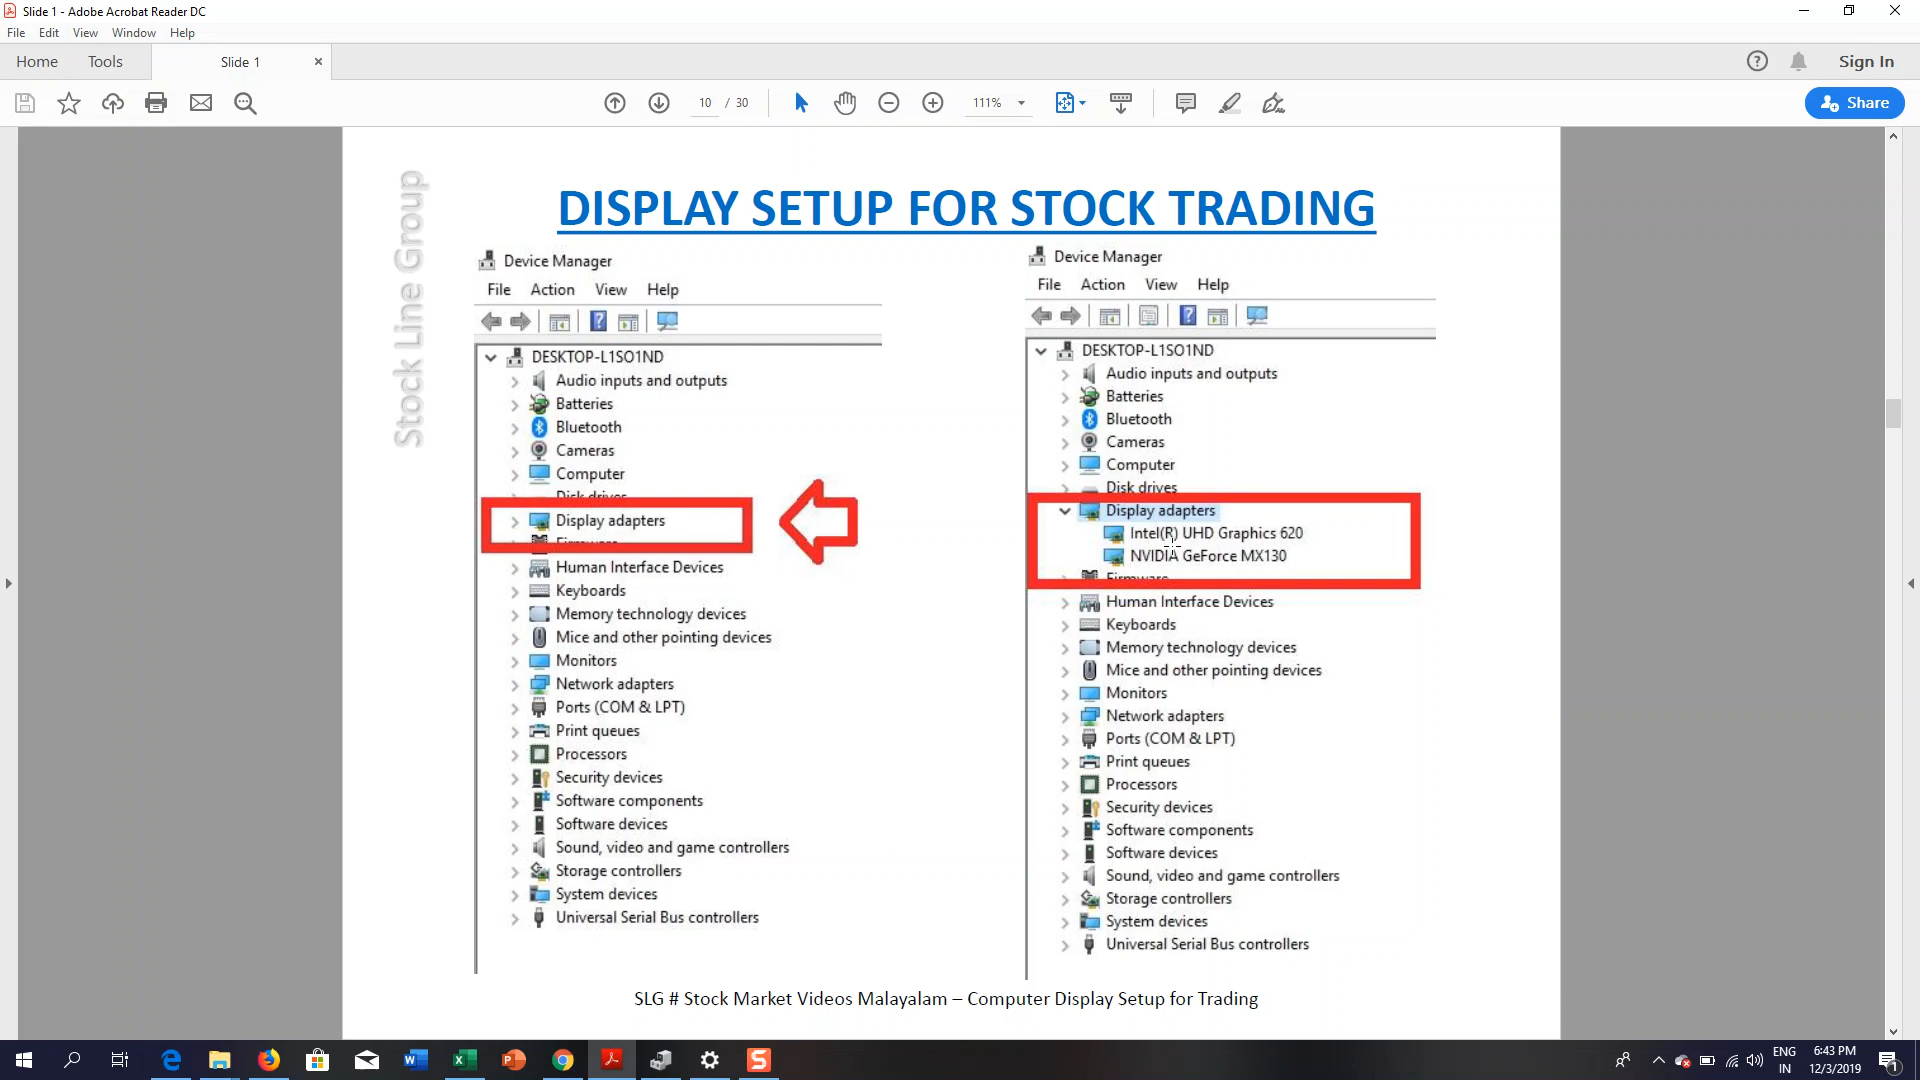 Slide 1 - Adobe Acrobat Reader DC
File Edit View Window Help
Home Tools Slide 1 Sign In
10 / 30 111% Share
Stock Line Group
DISPLAY SETUP FOR STOCK TRADING
Device Manager
File Action View Help
DESKTOP-L1SO1ND
Audio inputs and outputs
Batteries
Bluetooth
Cameras
Computer
Disk drives
Display adapters
Firmware
Human Interface Devices
Keyboards
Memory technology devices
Mice and other pointing devices
Monitors
Network adapters
Ports (COM & LPT)
Print queues
Processors
Security devices
Software components
Software devices
Sound, video and game controllers
Storage controllers
System devices
Universal Serial Bus controllers
Device Manager
File Action View Help
DESKTOP-L1SO1ND
Audio inputs and outputs
Batteries
Bluetooth
Cameras
Computer
Disk drives
Display adapters
Intel(R) UHD Graphics 620
NVIDIA GeForce MX130
Firmware
Human Interface Devices
Keyboards
Memory technology devices
Mice and other pointing devices
Monitors
Network adapters
Ports (COM & LPT)
Print queues
Processors
Security devices
Software components
Software devices
Sound, video and game controllers
Storage controllers
System devices
Universal Serial Bus controllers
SLG # Stock Market Videos Malayalam – Computer Display Setup for Trading
ENG 6:43 PM
IN 12/3/2019 1